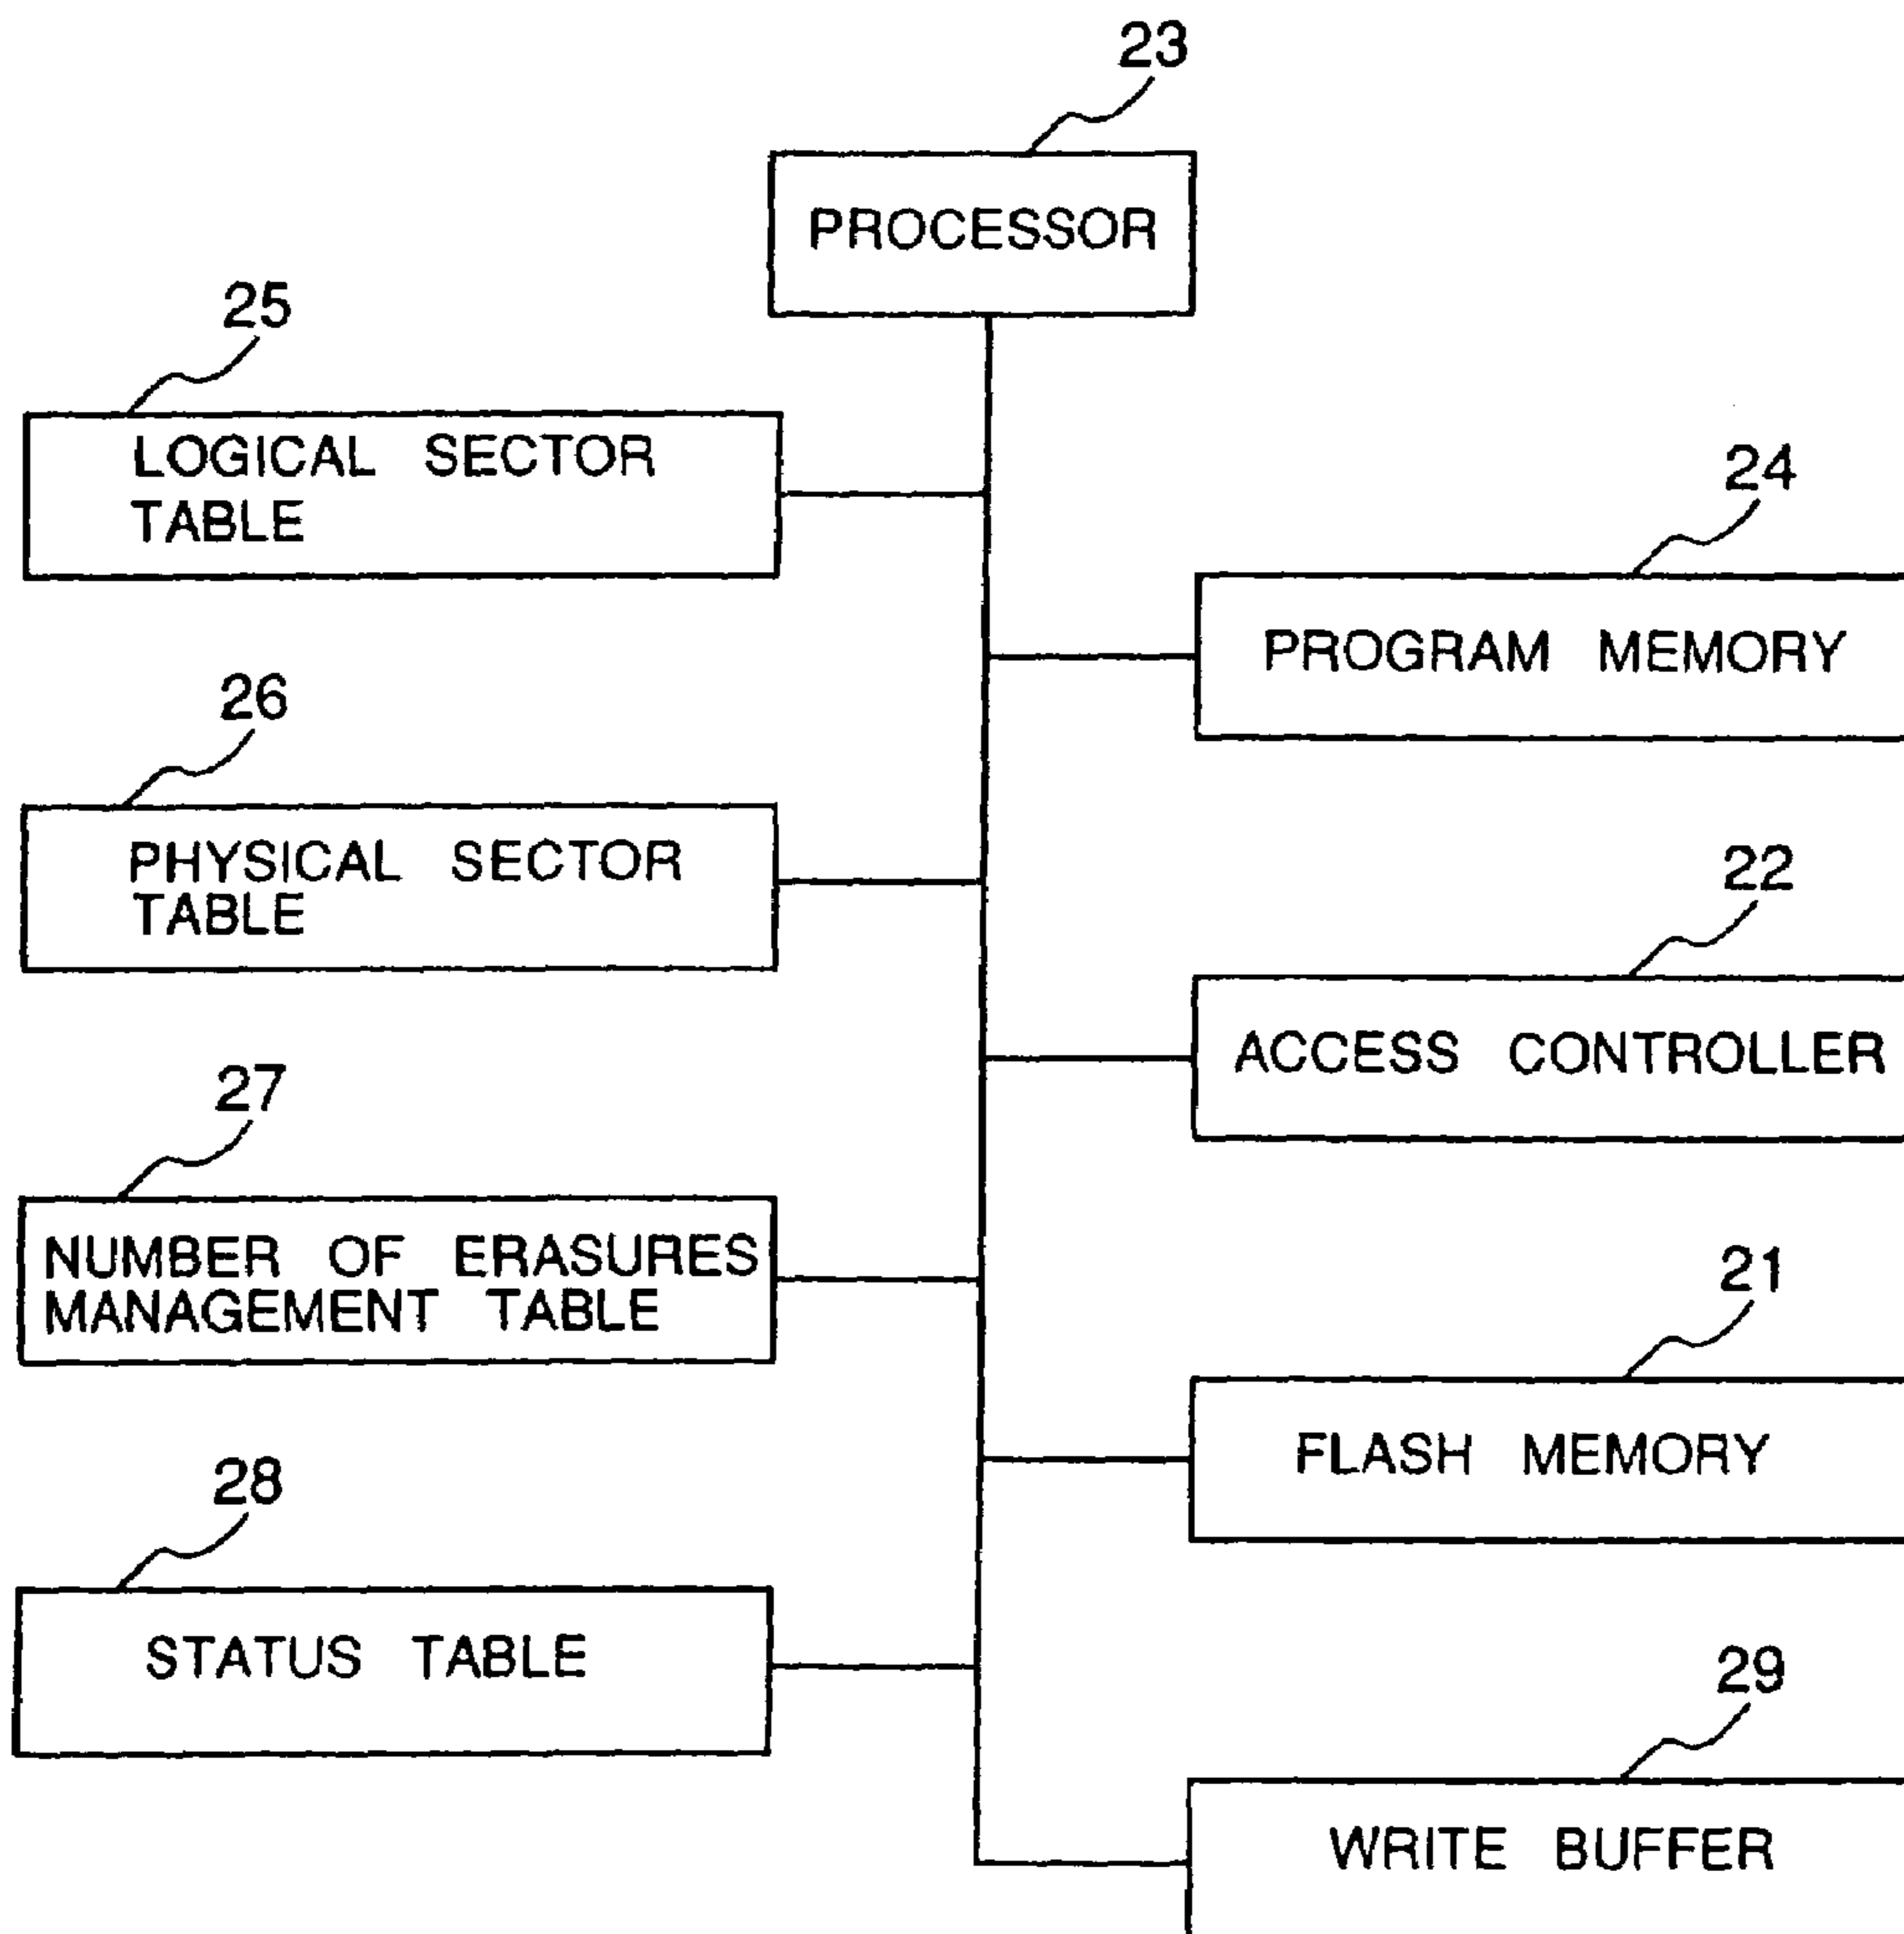 23
PROCESSOR
25
LOGICAL SECTOR
TABLE
24
PROGRAM MEMORY
26
PHYSICAL SECTOR
TABLE
22
ACCESS CONTROLLER
27
NUMBER OF ERASURES
MANAGEMENT TABLE
21
FLASH MEMORY
28
STATUS TABLE
29
WRITE BUFFER